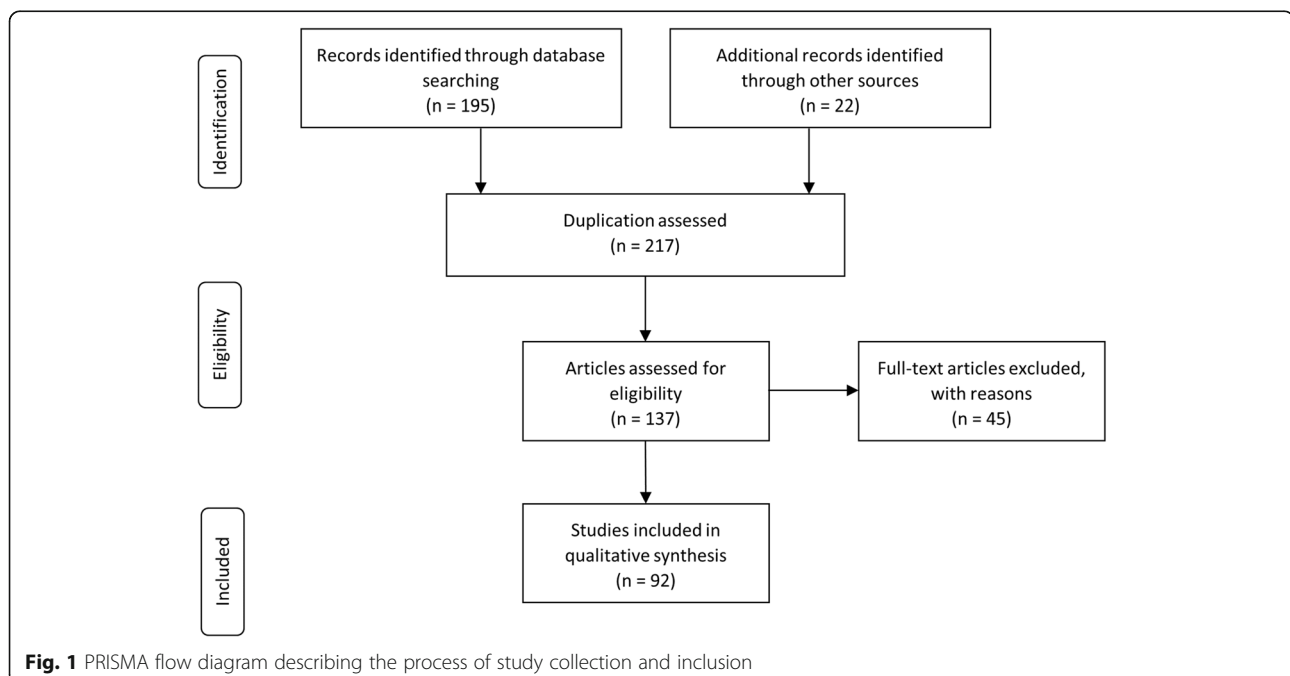 Records identified through database
searching
(n = 195)
Additional records identified
through other sources
(n = 22)
Identification
Duplication assessed
(n = 217)
Eligibility
Articles assessed for
eligibility
(n = 137)
Full-text articles excluded,
with reasons
(n = 45)
Included
Studies included in
qualitative synthesis
(n = 92)
Fig. 1 PRISMA flow diagram describing the process of study collection and inclusion